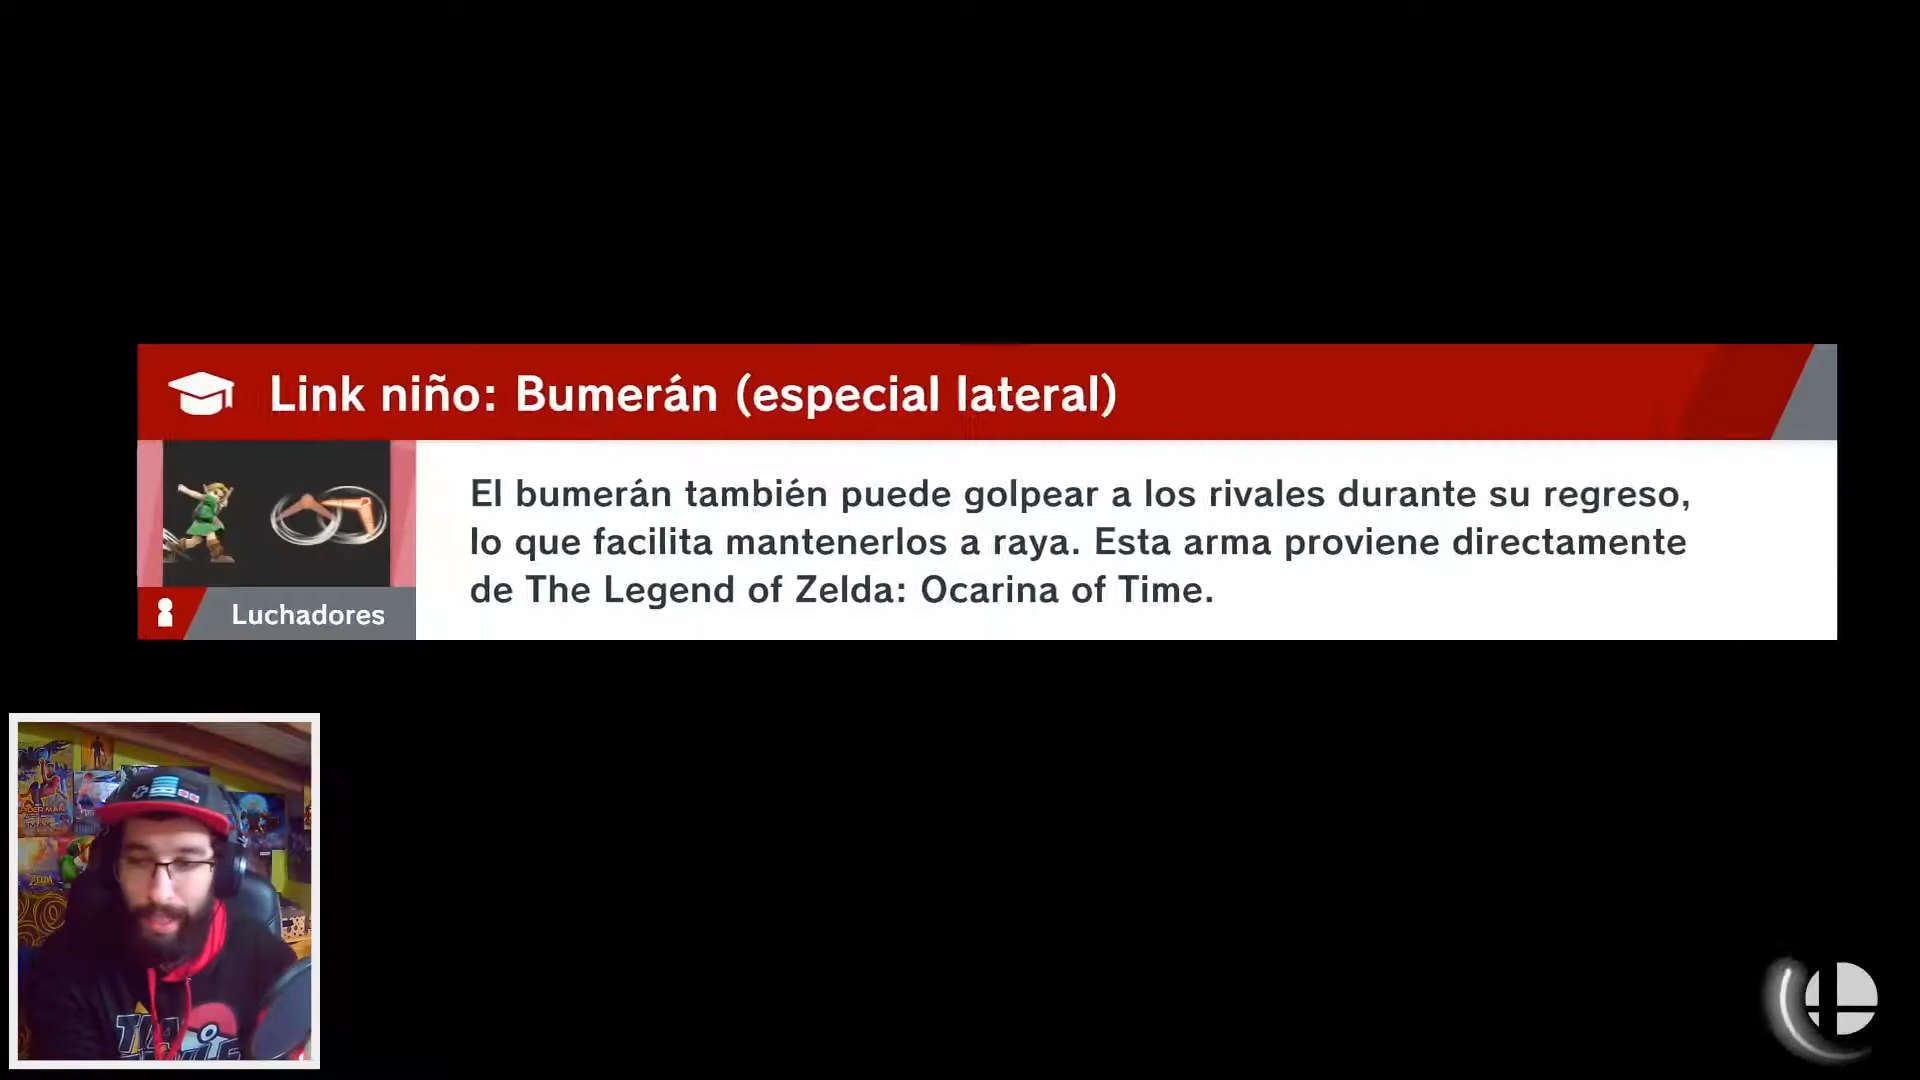 Link niño: Bumerán (especial lateral)
El bumerán también puede golpear a los rivales durante su regreso,
lo que facilita mantenerlos a raya. Esta arma proviene directamente
de The Legend of Zelda: Ocarina of Time.
Luchadores
ZELDA